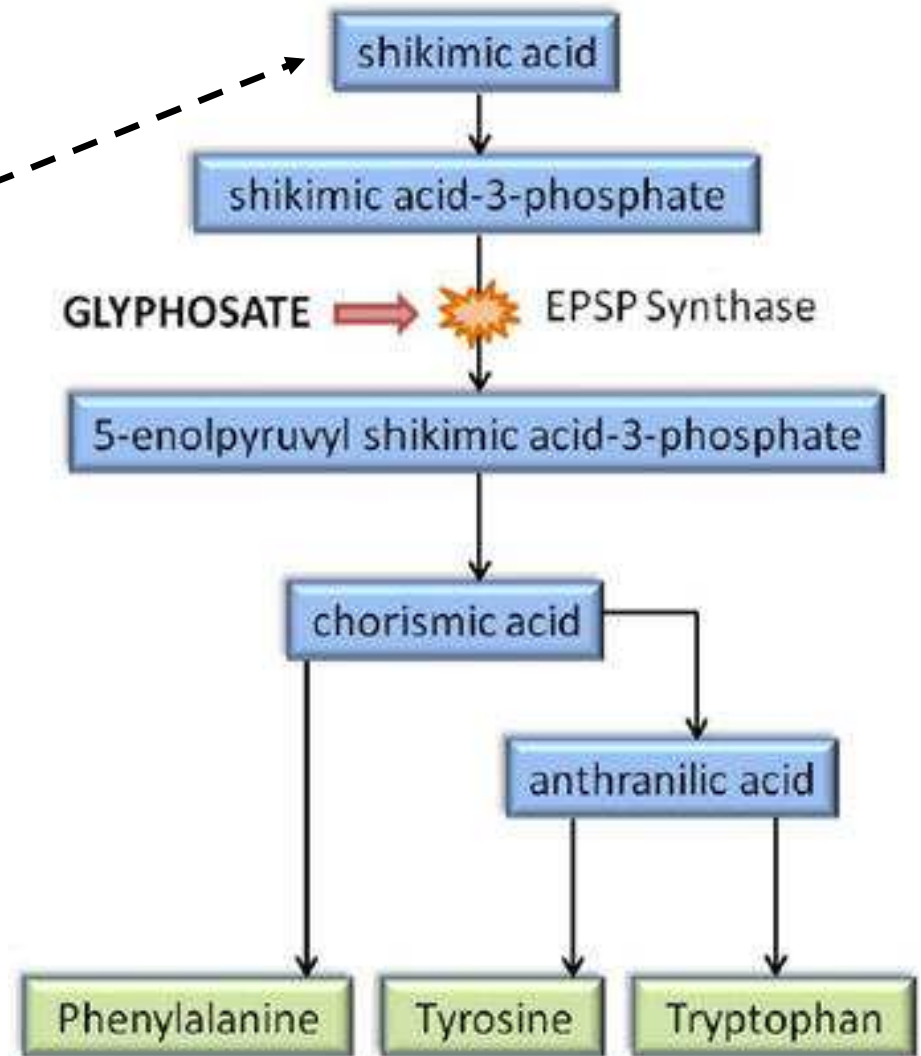 shikimic acid
shikimic acid-3-phosphate
GLYPHOSATE EPSP Synthase
5-enolpyruvyl shikimic acid-3-phosphate
chorismic acid
anthranilic acid
Phenylalanine Tyrosine Tryptophan